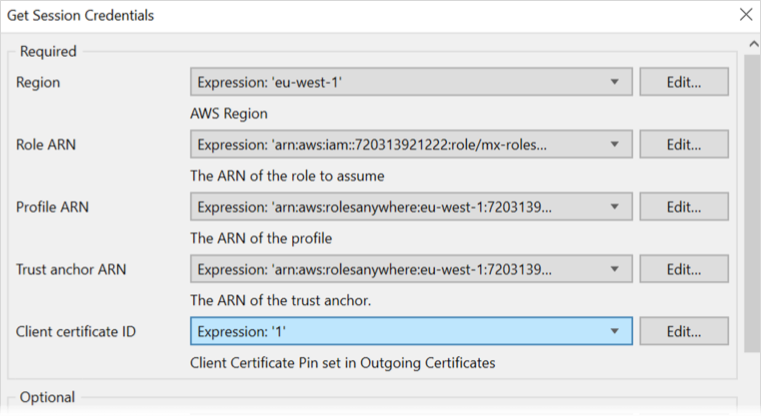 Get Session Credentials
Required
Region Expression: 'eu-west-1' Edit...
AWS Region
Role ARN Expression: 'arn:aws:iam::720313921222:role/mx-roles... Edit...
The ARN of the role to assume
Profile ARN Expression: 'arn:aws:rolesanywhere:eu-west-1:7203139... Edit...
The ARN of the profile
Trust anchor ARN Expression: 'arn:aws:rolesanywhere:eu-west-1:7203139... Edit...
The ARN of the trust anchor.
Client certificate ID Expression: '1' Edit...
Client Certificate Pin set in Outgoing Certificates
Optional